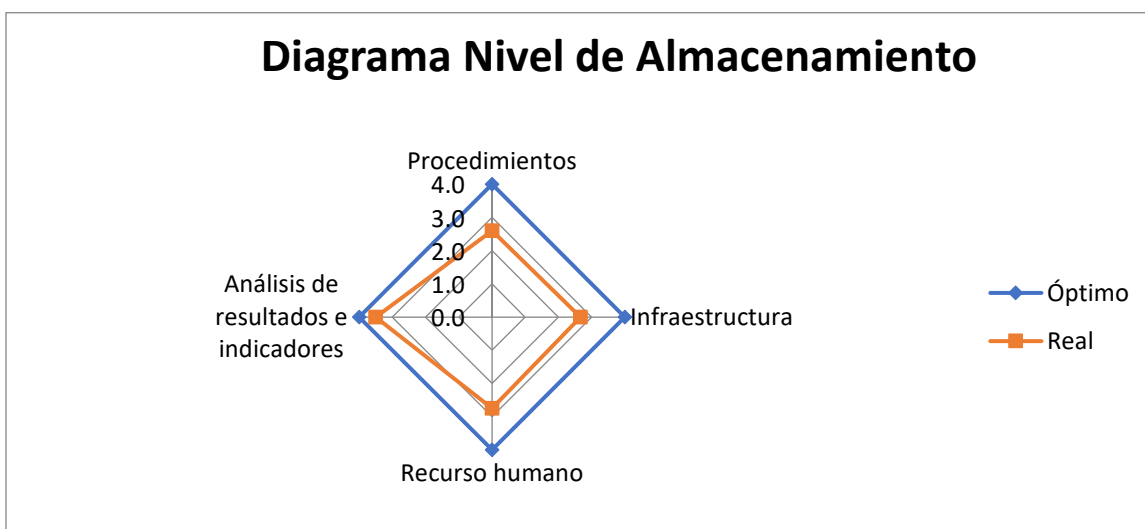 Diagrama Nivel de Almacenamiento
Procedimientos
4.0
3.0
2.0
1.0
0.0
Análisis de
resultados e
indicadores
Infraestructura
Recurso humano
Óptimo
Real